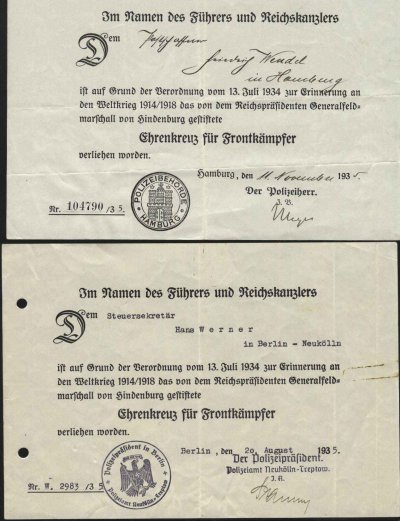 Im Namen des Führers und Reichskanzlers
Dem Postschaffner
Friedrich Wendel
in Hamburg
ist auf Grund der Verordnung vom 13. Juli 1934 zur Erinnerung an
den Weltkrieg 1914/1918 das von dem Reichspräsidenten Generalfeld-
marschall von Hindenburg gestiftete
Ehrenkreuz für Frontkämpfer
verliehen worden.
Hamburg, den 11. November 1935.
POLIZEIBEHÖRDE HAMBURG
Der Polizeiherr.
Nr. 104790 /35.
Im Namen des Führers und Reichskanzlers
Dem Steuersekretär
Hans Werner
in Berlin - Neukölln
ist auf Grund der Verordnung vom 13. Juli 1934 zur Erinnerung an
den Weltkrieg 1914/1918 das von dem Reichspräsidenten Generalfeld-
marschall von Hindenburg gestiftete
Ehrenkreuz für Frontkämpfer
verliehen worden.
Berlin, den 20. August 1935.
Der Polizeipräsident.
Polizeiamt Neukölln-Treptow.
Polizeipräsident in Berlin
Polizeiamt Neukölln-Treptow
I.A.
Nr. W. 2983 /35